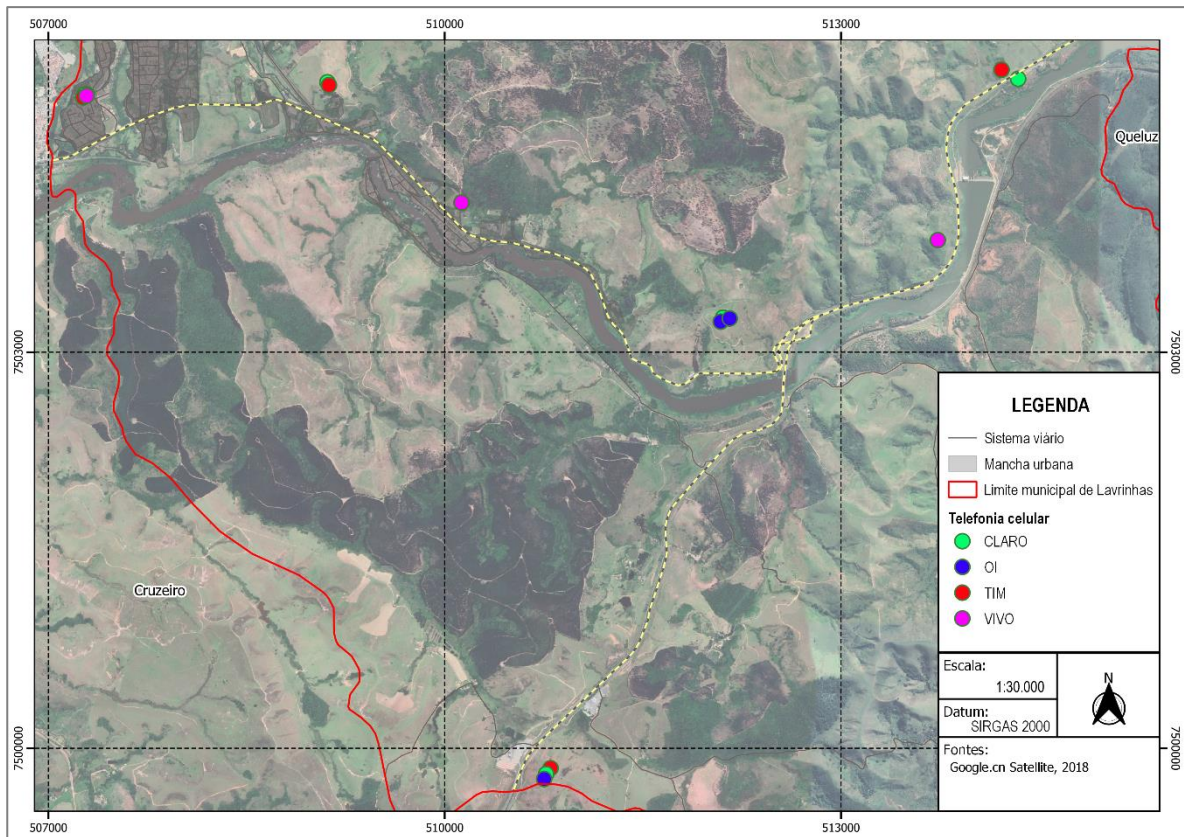 507000
510000
513000
Queluz
7503000
7503000
LEGENDA
Sistema viário
Mancha urbana
Limite municipal de Lavrinhas
Telefonia celular
CLARO
OI
TIM
VIVO
Cruzeiro
Escala:
1:30.000
N
Datum:
SIRGAS 2000
7500000
7500000
Fontes:
Google.cn Satellite, 2018
507000
510000
513000